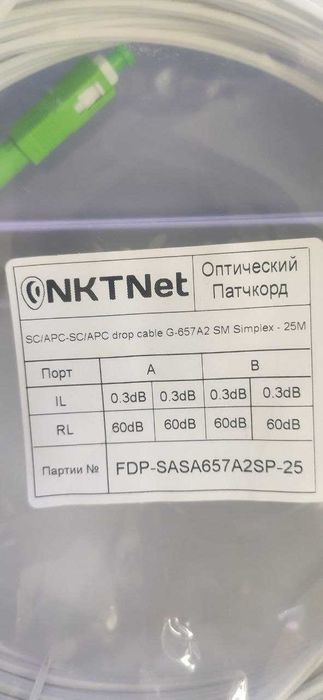 NKTNet
Оптический
Патчкорд
SC/APC-SC/APC drop cable G-657A2 SM Simplex - 25M
Порт A B
IL 0.3dB 0.3dB 0.3dB 0.3dB
RL 60dB 60dB 60dB 60dB
Партии № FDP-SASA657A2SP-25